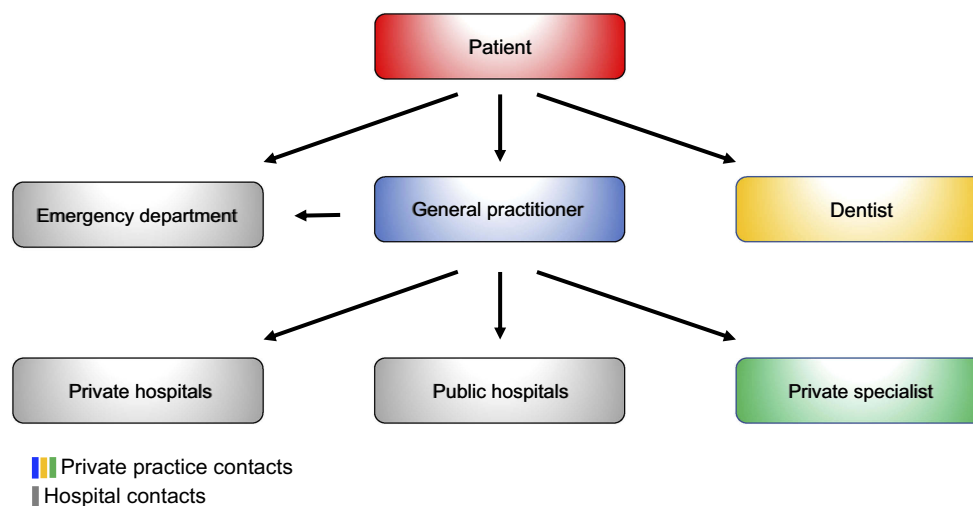 Patient
Emergency department
General practitioner
Dentist
Private hospitals
Public hospitals
Private specialist
Private practice contacts
Hospital contacts